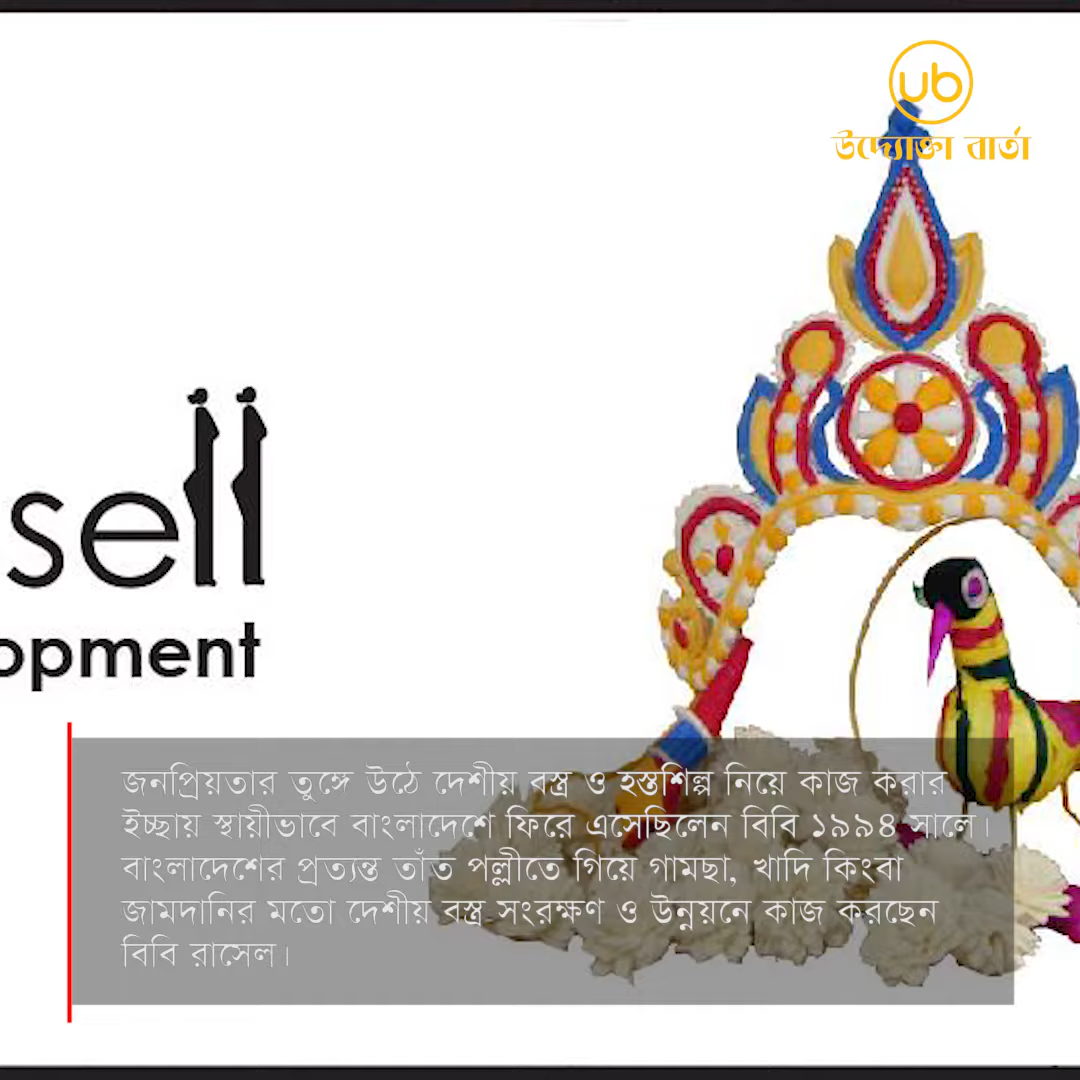 ub
উদ্যোক্তা বার্তা
sell
opment
জনপ্রিয়তার তুঙ্গে উঠে দেশীয় বস্ত্র ও হস্তশিল্প নিয়ে কাজ করার
ইচ্ছায় স্থায়ীভাবে বাংলাদেশে ফিরে এসেছিলেন বিবি ১৯৯৪ সালে।
বাংলাদেশের প্রত্যন্ত তাঁত পল্লীতে গিয়ে গামছা, খাদি কিংবা
জামদানির মতো দেশীয় বস্ত্র সংরক্ষণ ও উন্নয়নে কাজ করছেন
বিবি রাসেল।